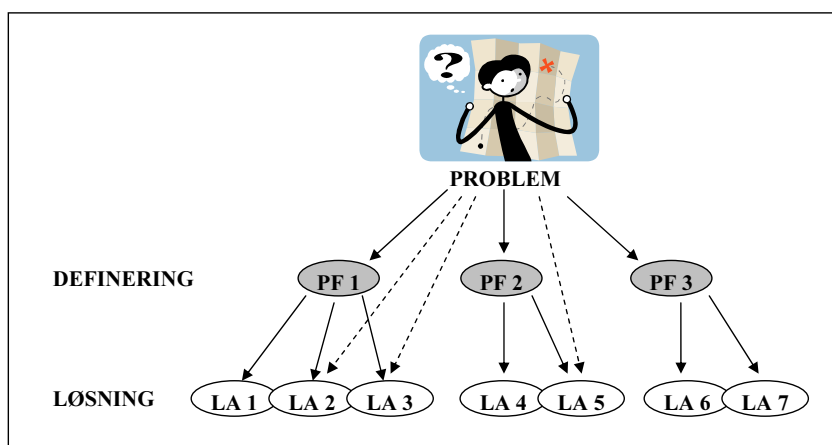 ?
PROBLEM
DEFINERING PF 1 PF 2 PF 3
LØSNING LA 1 LA 2 LA 3 LA 4 LA 5 LA 6 LA 7